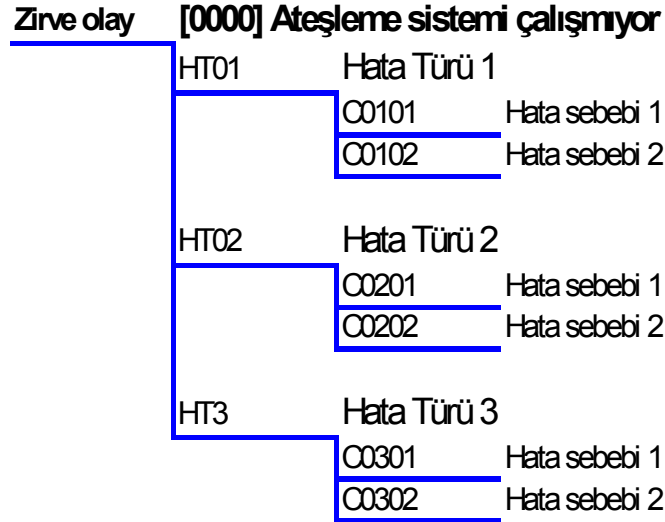 Zirve olay [0000] Ateşleme sistemi çalışmıyor
HT01 Hata Türü 1
C0101 Hata sebebi 1
C0102 Hata sebebi 2
HT02 Hata Türü 2
C0201 Hata sebebi 1
C0202 Hata sebebi 2
HT3 Hata Türü 3
C0301 Hata sebebi 1
C0302 Hata sebebi 2